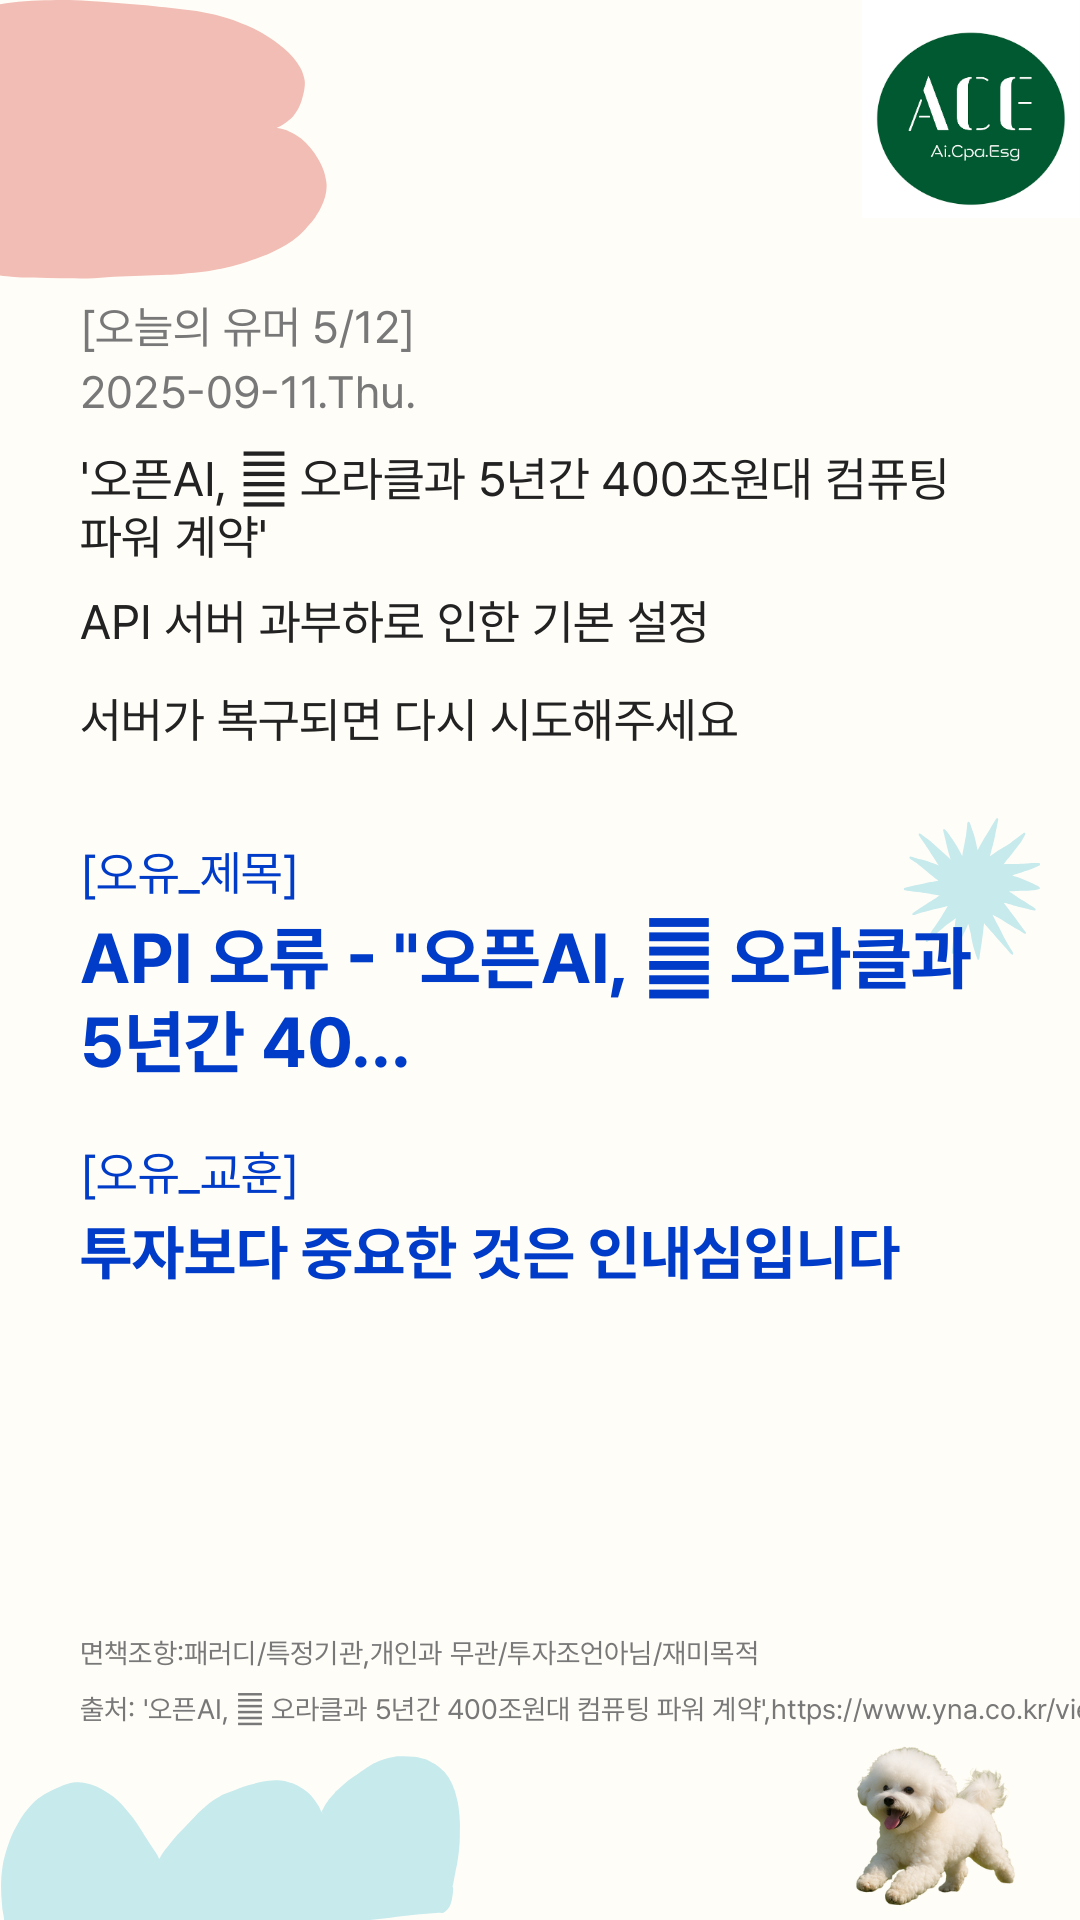 ACE
Ai.Cpa.Esg
[오늘의 유머 5/12]
2025-09-11.Thu.
'오픈AI, ䷀ 오라클과 5년간 400조원대 컴퓨팅
파워 계약'
API 서버 과부하로 인한 기본 설정
서버가 복구되면 다시 시도해주세요
[오유_제목]
API 오류 - "오픈AI, ䷀ 오라클과
5년간 40...
[오유_교훈]
투자보다 중요한 것은 인내심입니다
면책조항:패러디/특정기관,개인과 무관/투자조언아님/재미목적
출처: '오픈AI, ䷀ 오라클과 5년간 400조원대 컴퓨팅 파워 계약',https://www.yna.co.kr/vie